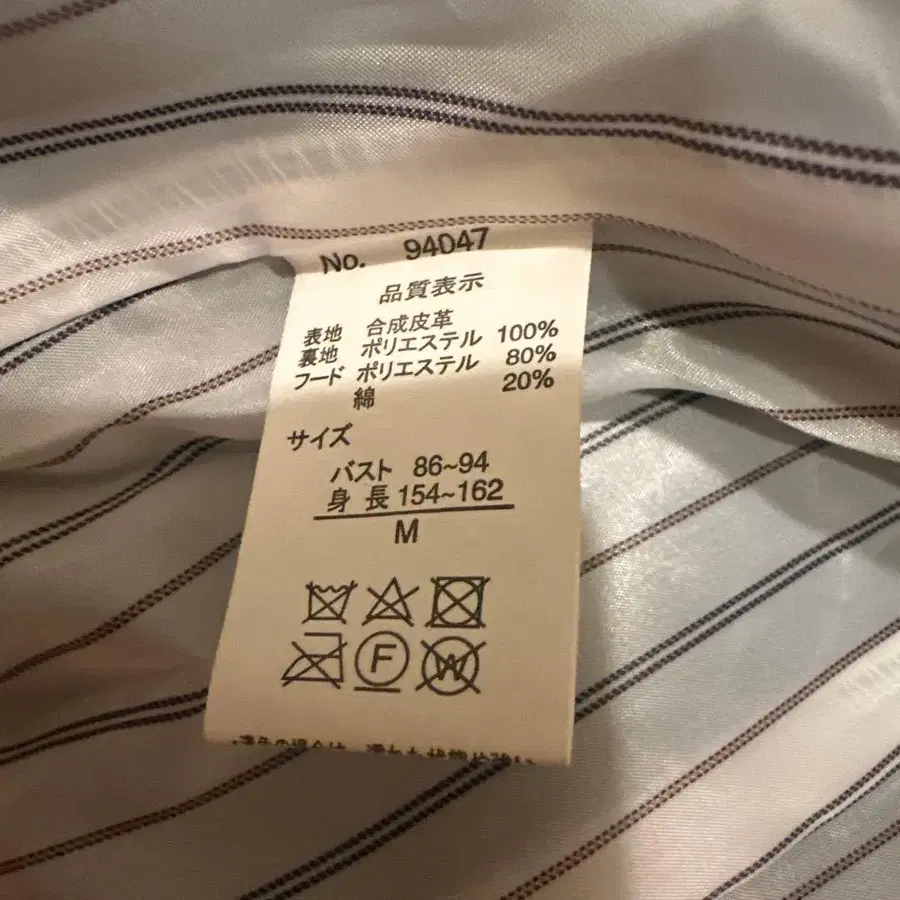 No. 94047
品質表示
表地 合成皮革
裏地 ポリエステル 100%
フード ポリエステル 80%
綿 20%
サイズ
バスト 86~94
身長 154~162
M
F
W